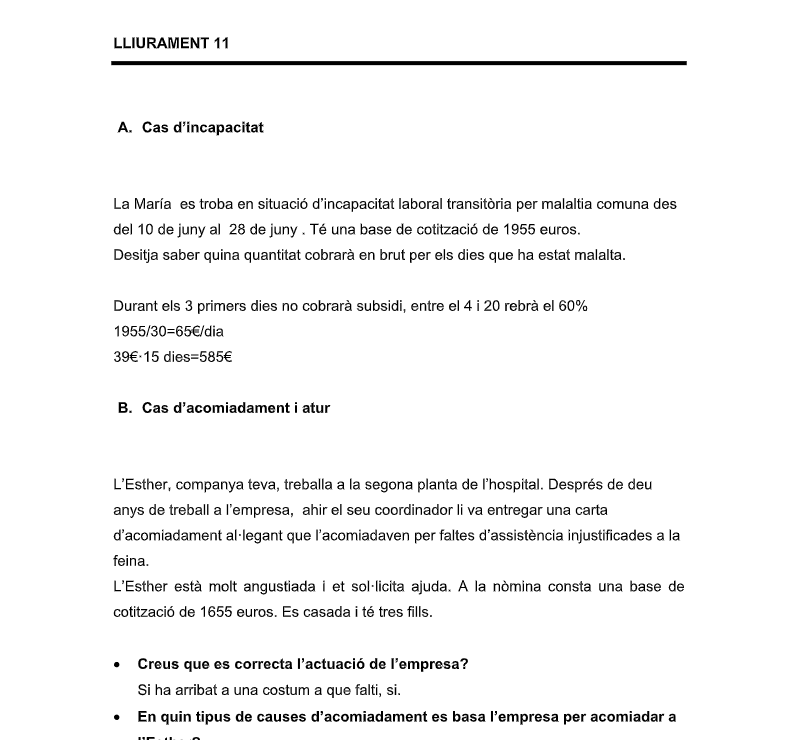 LLIURAMENT 11
A. Cas d'incapacitat
La María es troba en situació d'incapacitat laboral transitòria per malaltia comuna des
del 10 de juny al 28 de juny . Té una base de cotització de 1955 euros.
Desitja saber quina quantitat cobrarà en brut per els dies que ha estat malalta.
Durant els 3 primers dies no cobrarà subsidi, entre el 4 i 20 rebrà el 60%
1955/30=65€/dia
39€·15 dies=585€
B. Cas d'acomiadament i atur
L'Esther, companya teva, treballa a la segona planta de l'hospital. Després de deu
anys de treball a l'empresa, ahir el seu coordinador li va entregar una carta
d'acomiadament al·legant que l'acomiadaven per faltes d'assistència injustificades a la
feina.
L'Esther està molt angustiada i et sol·licita ajuda. A la nòmina consta una base de
cotització de 1655 euros. Es casada i té tres fills.
• Creus que es correcta l'actuació de l'empresa?
Si ha arribat a una costum a que falti, si.
• En quin tipus de causes d'acomiadament es basa l'empresa per acomiadar a
l'Esther?